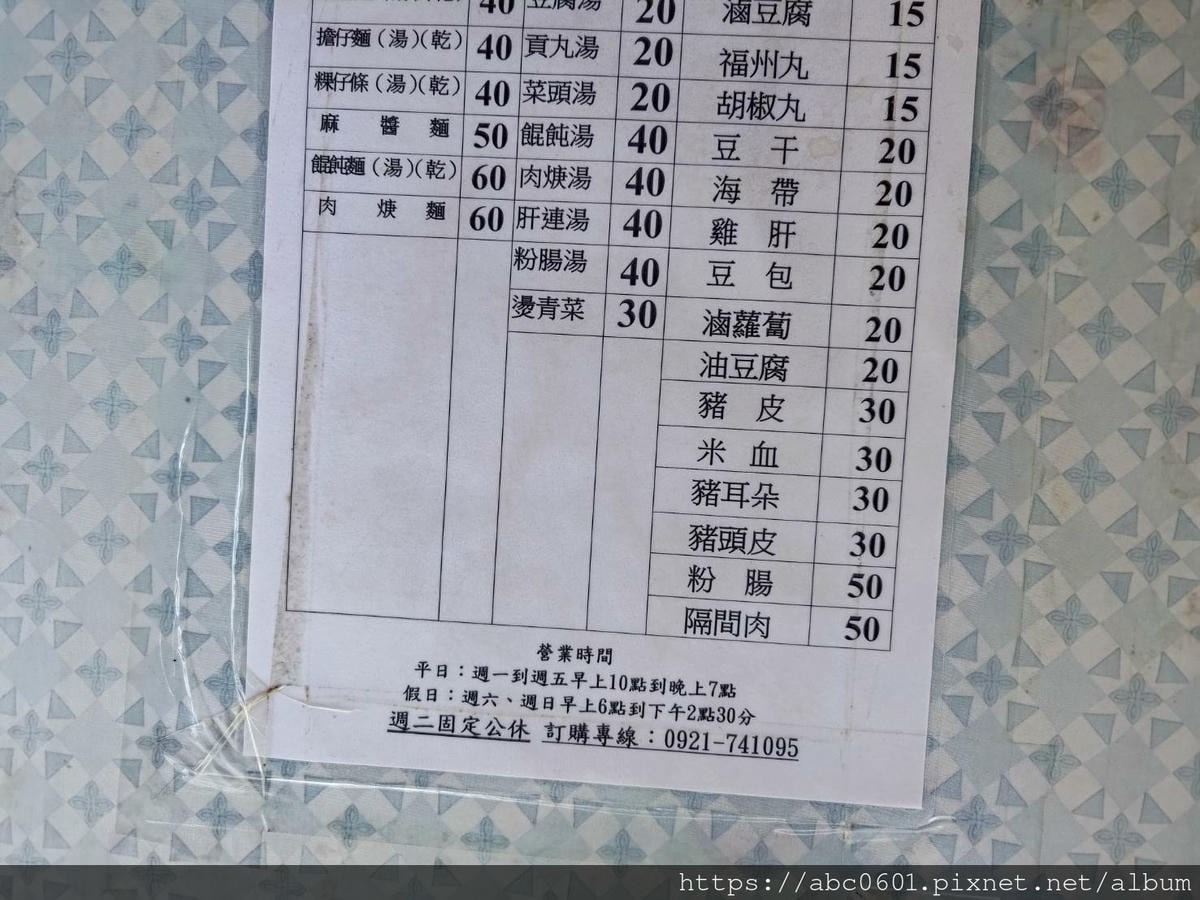 40 豆腐湯 20 滷豆腐 15
擔仔麵（湯）（乾） 40 貢丸湯 20 福州丸 15
粿仔條（湯）（乾） 40 菜頭湯 20 胡椒丸 15
麻醬麵 50 餛飩湯 40 豆干 20
餛飩麵（湯）（乾） 60 肉焿湯 40 海帶 20
肉焿麵 60 肝連湯 40 雞肝 20
粉腸湯 40 豆包 20
燙青菜 30 滷蘿蔔 20
油豆腐 20
豬皮 30
米血 30
豬耳朵 30
豬頭皮 30
粉腸 50
隔間肉 50
營業時間
平日：週一到週五早上10點到晚上7點
假日：週六、週日早上6點到下午2點30分
週二固定公休 訂購專線：0921-741095
https://abc0601.pixnet.net/album